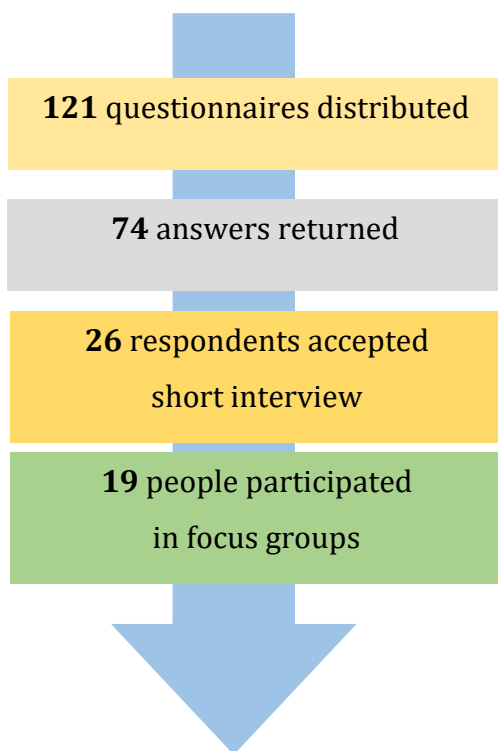 121 questionnaires distributed
74 answers returned
26 respondents accepted
short interview
19 people participated
in focus groups